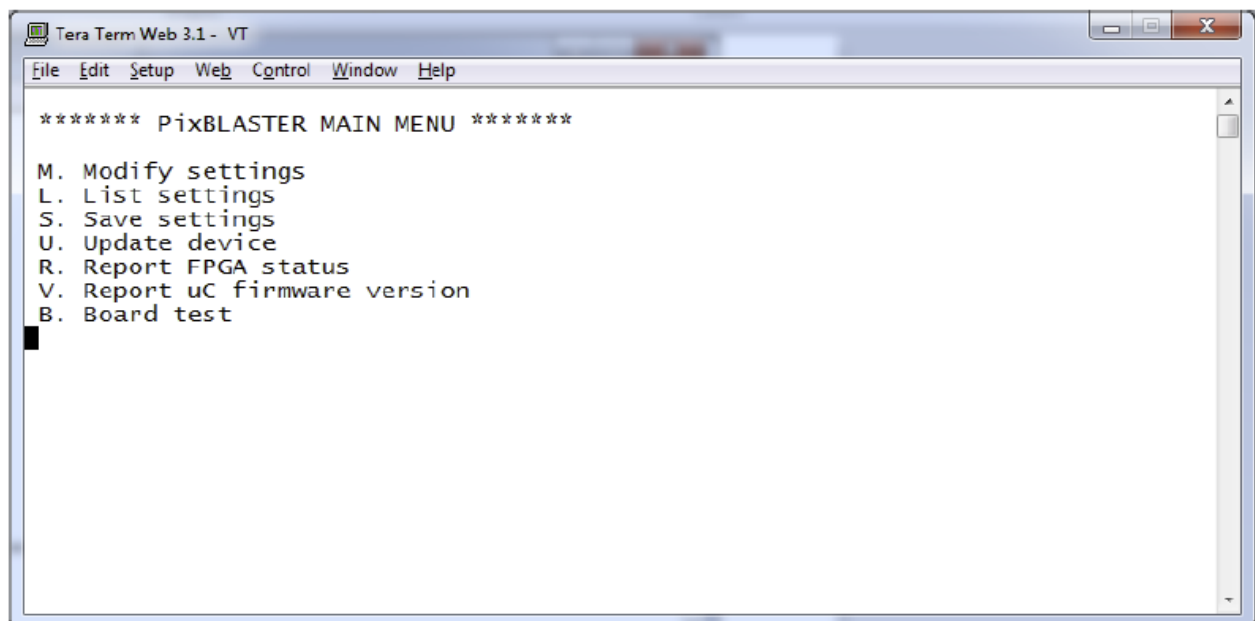 Tera Term Web 3.1 - VT
File Edit Setup Web Control Window Help
******* PixBLASTER MAIN MENU *******
M. Modify settings
L. List settings
S. Save settings
U. Update device
R. Report FPGA status
V. Report uC firmware version
B. Board test